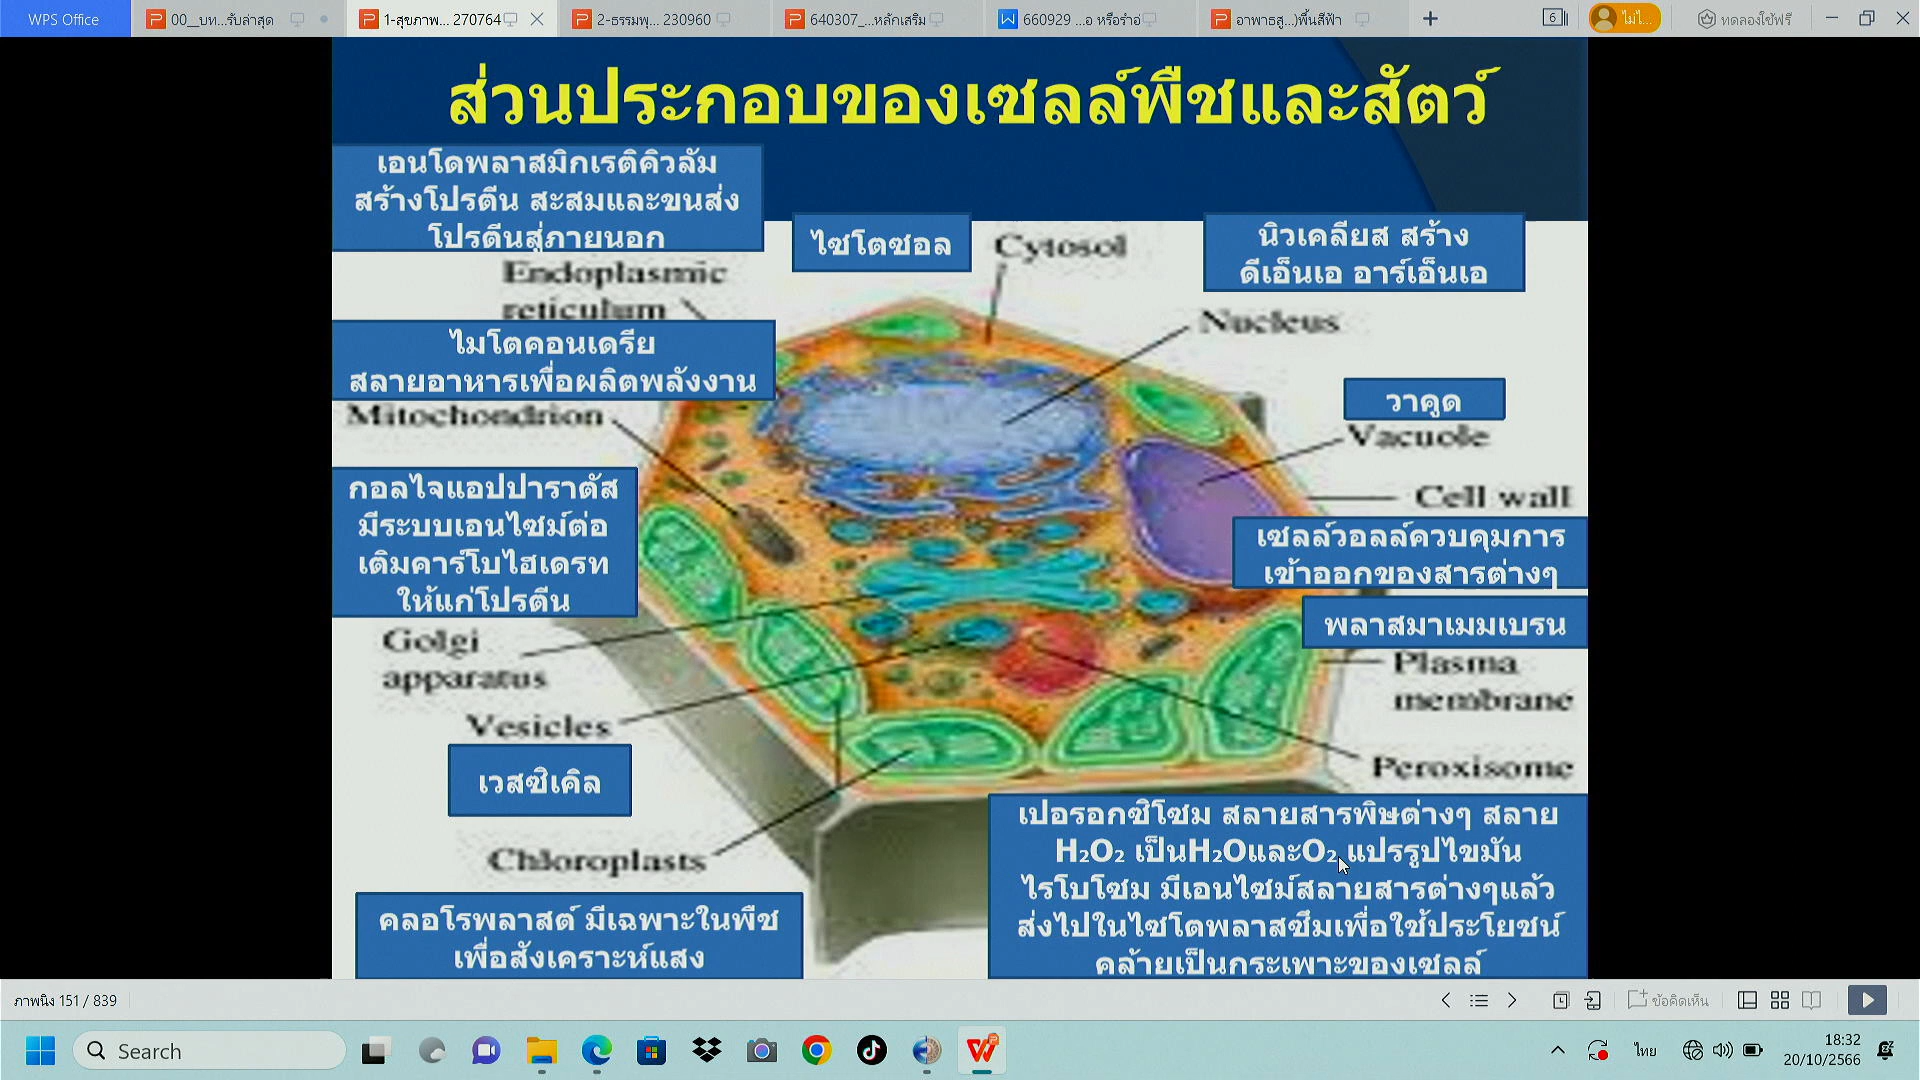 WPS Office
00__บท...รับล่าสุด
1-สุขภาพ... 270764
2-ธรรมพุ... 230960
640307_...หลักเสริม
660929 ...อ หรือรำอ่
อาพาธสู...)พื้นสีฟ้า
6
ไม่ไ...
ทดลองใช้ฟรี
ส่วนประกอบของเซลล์พืชและสัตว์
เอนโดพลาสมิกเรติคิวลัม
สร้างโปรตีน สะสมและขนส่ง
โปรตีนสู่ภายนอก
Endoplasmic
reticulum
ไซโตซอล
Cytosol
นิวเคลียส สร้าง
ดีเอ็นเอ อาร์เอ็นเอ
Nucleus
ไมโตคอนเดรีย
สลายอาหารเพื่อผลิตพลังงาน
Mitochondrion
วาคูด
Vacuole
Cell wall
เซลล์วอลล์ควบคุมการ
เข้าออกของสารต่างๆ
กอลไจแอปปาราตัส
มีระบบเอนไซม์ต่อ
เติมคาร์โบไฮเดรท
ให้แก่โปรตีน
Golgi
apparatus
พลาสมาเมมเบรน
Plasma
membrane
Vesicles
เวสซิเคิล
Peroxisome
เปอรอกซิโซม สลายสารพิษต่างๆ สลาย
H₂O₂ เป็นH₂OและO₂ แปรรูปไขมัน
ไรโบโซม มีเอนไซม์สลายสารต่างๆแล้ว
ส่งไปในไซโตพลาสซึมเพื่อใช้ประโยชน์
คล้ายเป็นกระเพาะของเซลล์
Chloroplasts
คลอโรพลาสต์ มีเฉพาะในพืช
เพื่อสังเคราะห์แสง
ภาพนิ่ง 151 / 839
ข้อคิดเห็น
Search
ไทย
18:32
20/10/2566